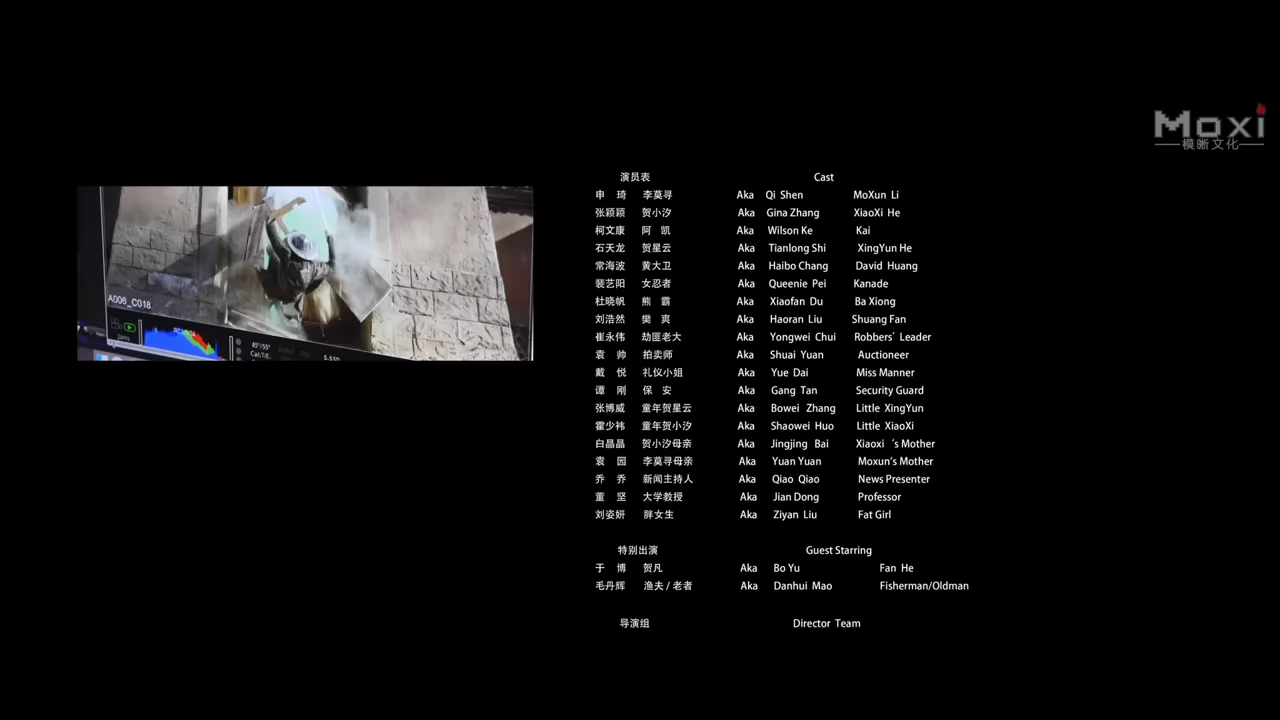 Moxi
模晰文化
演员表 Cast
申 琦 李莫寻 Aka Qi Shen MoXun Li
张颖颖 贺小汐 Aka Gina Zhang XiaoXi He
柯文康 阿 凯 Aka Wilson Ke Kai
石天龙 贺星云 Aka Tianlong Shi XingYun He
常海波 黄大卫 Aka Haibo Chang David Huang
裴艺阳 女忍者 Aka Queenie Pei Kanade
杜晓帆 熊 霸 Aka Xiaofan Du Ba Xiong
刘浩然 樊 爽 Aka Haoran Liu Shuang Fan
崔永伟 劫匪老大 Aka Yongwei Chui Robbers' Leader
袁 帅 拍卖师 Aka Shuai Yuan Auctioneer
戴 悦 礼仪小姐 Aka Yue Dai Miss Manner
谭 刚 保 安 Aka Gang Tan Security Guard
张博威 童年贺星云 Aka Bowei Zhang Little XingYun
霍少袆 童年贺小汐 Aka Shaowei Huo Little XiaoXi
白晶晶 贺小汐母亲 Aka Jingjing Bai Xiaoxi 's Mother
袁 园 李莫寻母亲 Aka Yuan Yuan Moxun's Mother
乔 乔 新闻主持人 Aka Qiao Qiao News Presenter
董 坚 大学教授 Aka Jian Dong Professor
刘姿妍 胖女生 Aka Ziyan Liu Fat Girl
特别出演 Guest Starring
于 博 贺凡 Aka Bo Yu Fan He
毛丹辉 渔夫 / 老者 Aka Danhui Mao Fisherman/Oldman
导演组 Director Team
A006_C018